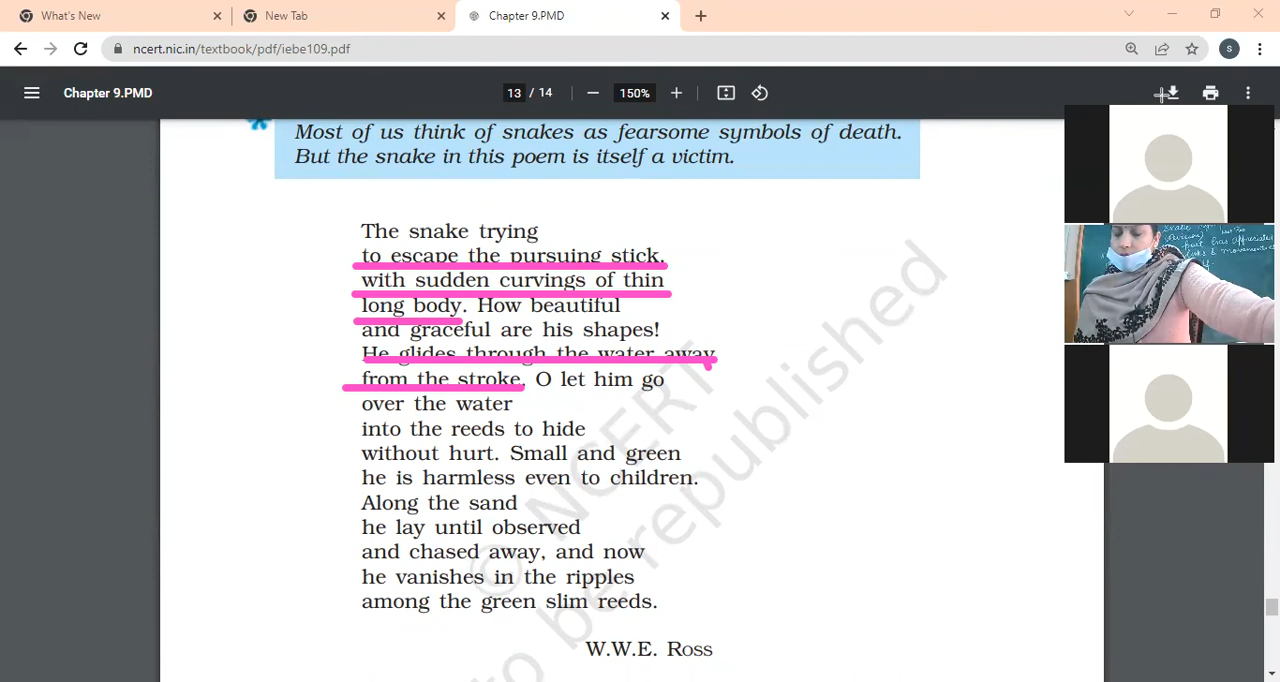 What's New
New Tab
Chapter 9.PMD
ncert.nic.in/textbook/pdf/iebe109.pdf
S
Chapter 9.PMD
13 / 14
150%
Most of us think of snakes as fearsome symbols of death.
But the snake in this poem is itself a victim.
The snake trying
to escape the pursuing stick,
with sudden curvings of thin
long body. How beautiful
and graceful are his shapes!
He glides through the water away
from the stroke. O let him go
over the water
into the reeds to hide
without hurt. Small and green
he is harmless even to children.
Along the sand
he lay until observed
and chased away, and now
he vanishes in the ripples
among the green slim reeds.
W.W.E. Ross
© NCERT
to be republished